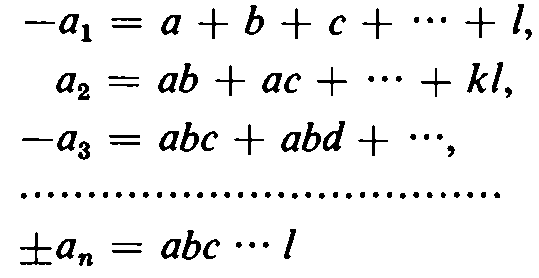 −a₁ = a + b + c + ⋯ + l,
a₂ = ab + ac + ⋯ + kl,
−a₃ = abc + abd + ⋯,
......................................
±aₙ = abc ⋯ l